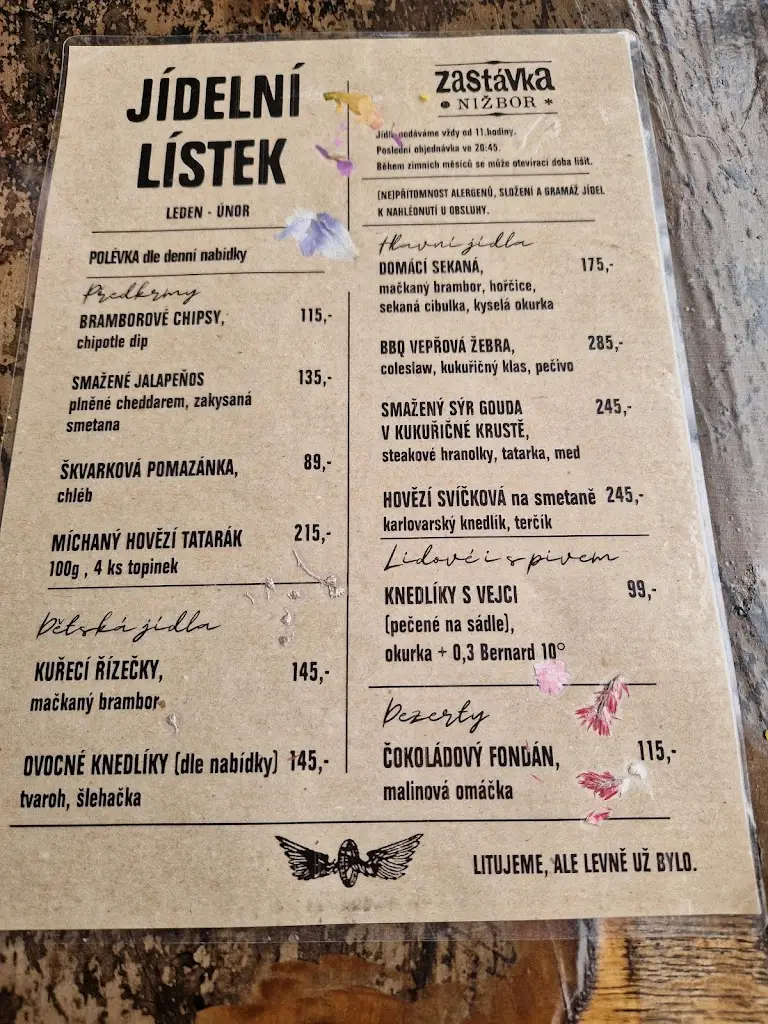 JÍDELNÍ
LÍSTEK
LEDEN - ÚNOR
POLÉVKA dle denní nabídky
Předkrmy
BRAMBOROVÉ CHIPSY, 115,-
chipotle dip
SMAŽENÉ JALAPEÑOS 135,-
plněné cheddarem, zakysaná
smetana
ŠKVARKOVÁ POMAZÁNKA, 89,-
chléb
MÍCHANÝ HOVĚZÍ TATARÁK 215,-
100g , 4 ks topinek
Dětská jídla
KUŘECÍ ŘÍZEČKY, 145,-
mačkaný brambor
OVOCNÉ KNEDLÍKY (dle nabídky) 145,-
tvaroh, šlehačka
zastávka
NIŽBOR *
Jídla podáváme vždy od 11.hodiny.
Poslední objednávka ve 20:45.
Během zimních měsíců se může otevírací doba lišit.
(NE)PŘÍTOMNOST ALERGENŮ, SLOŽENÍ A GRAMÁŽ JÍDEL
K NAHLÉDNUTÍ U OBSLUHY.
Hlavní jídla
DOMÁCÍ SEKANÁ, 175,-
mačkaný brambor, hořčice,
sekaná cibulka, kyselá okurka
BBQ VEPŘOVÁ ŽEBRA, 285,-
coleslaw, kukuřičný klas, pečivo
SMAŽENÝ SÝR GOUDA 245,-
V KUKUŘIČNÉ KRUSTĚ,
steakové hranolky, tatarka, med
HOVĚZÍ SVÍČKOVÁ na smetaně 245,-
karlovarský knedlík, terčík
Lidovéčí s pivem
KNEDLÍKY S VEJCI 99,-
(pečené na sádle),
okurka + 0,3 Bernard 10°
Dezerty
ČOKOLÁDOVÝ FONDÁN, 115,-
malinová omáčka
LITUJEME, ALE LEVNĚ UŽ BYLO.